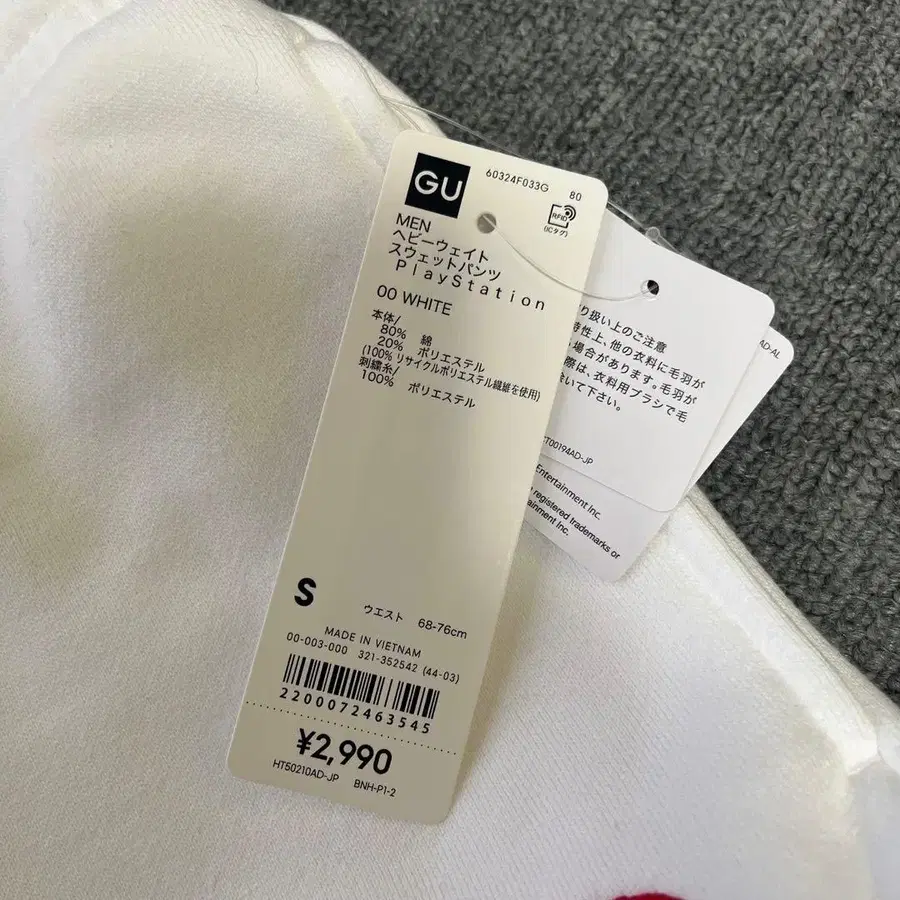 GU
60324F033G 80
RFID
(ICタグ)
MEN
ヘビーウェイト
スウェットパンツ
PlayStation
00 WHITE
本体/
80% 綿
20% ポリエステル
(100% リサイクルポリエステル繊維を使用)
刺繍糸/
100% ポリエステル
S
ウエスト 68-76cm
MADE IN VIETNAM
00-003-000 321-352542 (44-03)
2200072463545
¥2,990
HT50210AD-JP BNH-P1-2
り扱い上のご注意
特性上、他の衣料に毛羽が
場合があります。毛羽が
際は、衣料用ブラシで毛
いて下さい。
T00194AD-JP
AD-AL
Entertainment Inc.
registered trademarks or
ainment Inc.